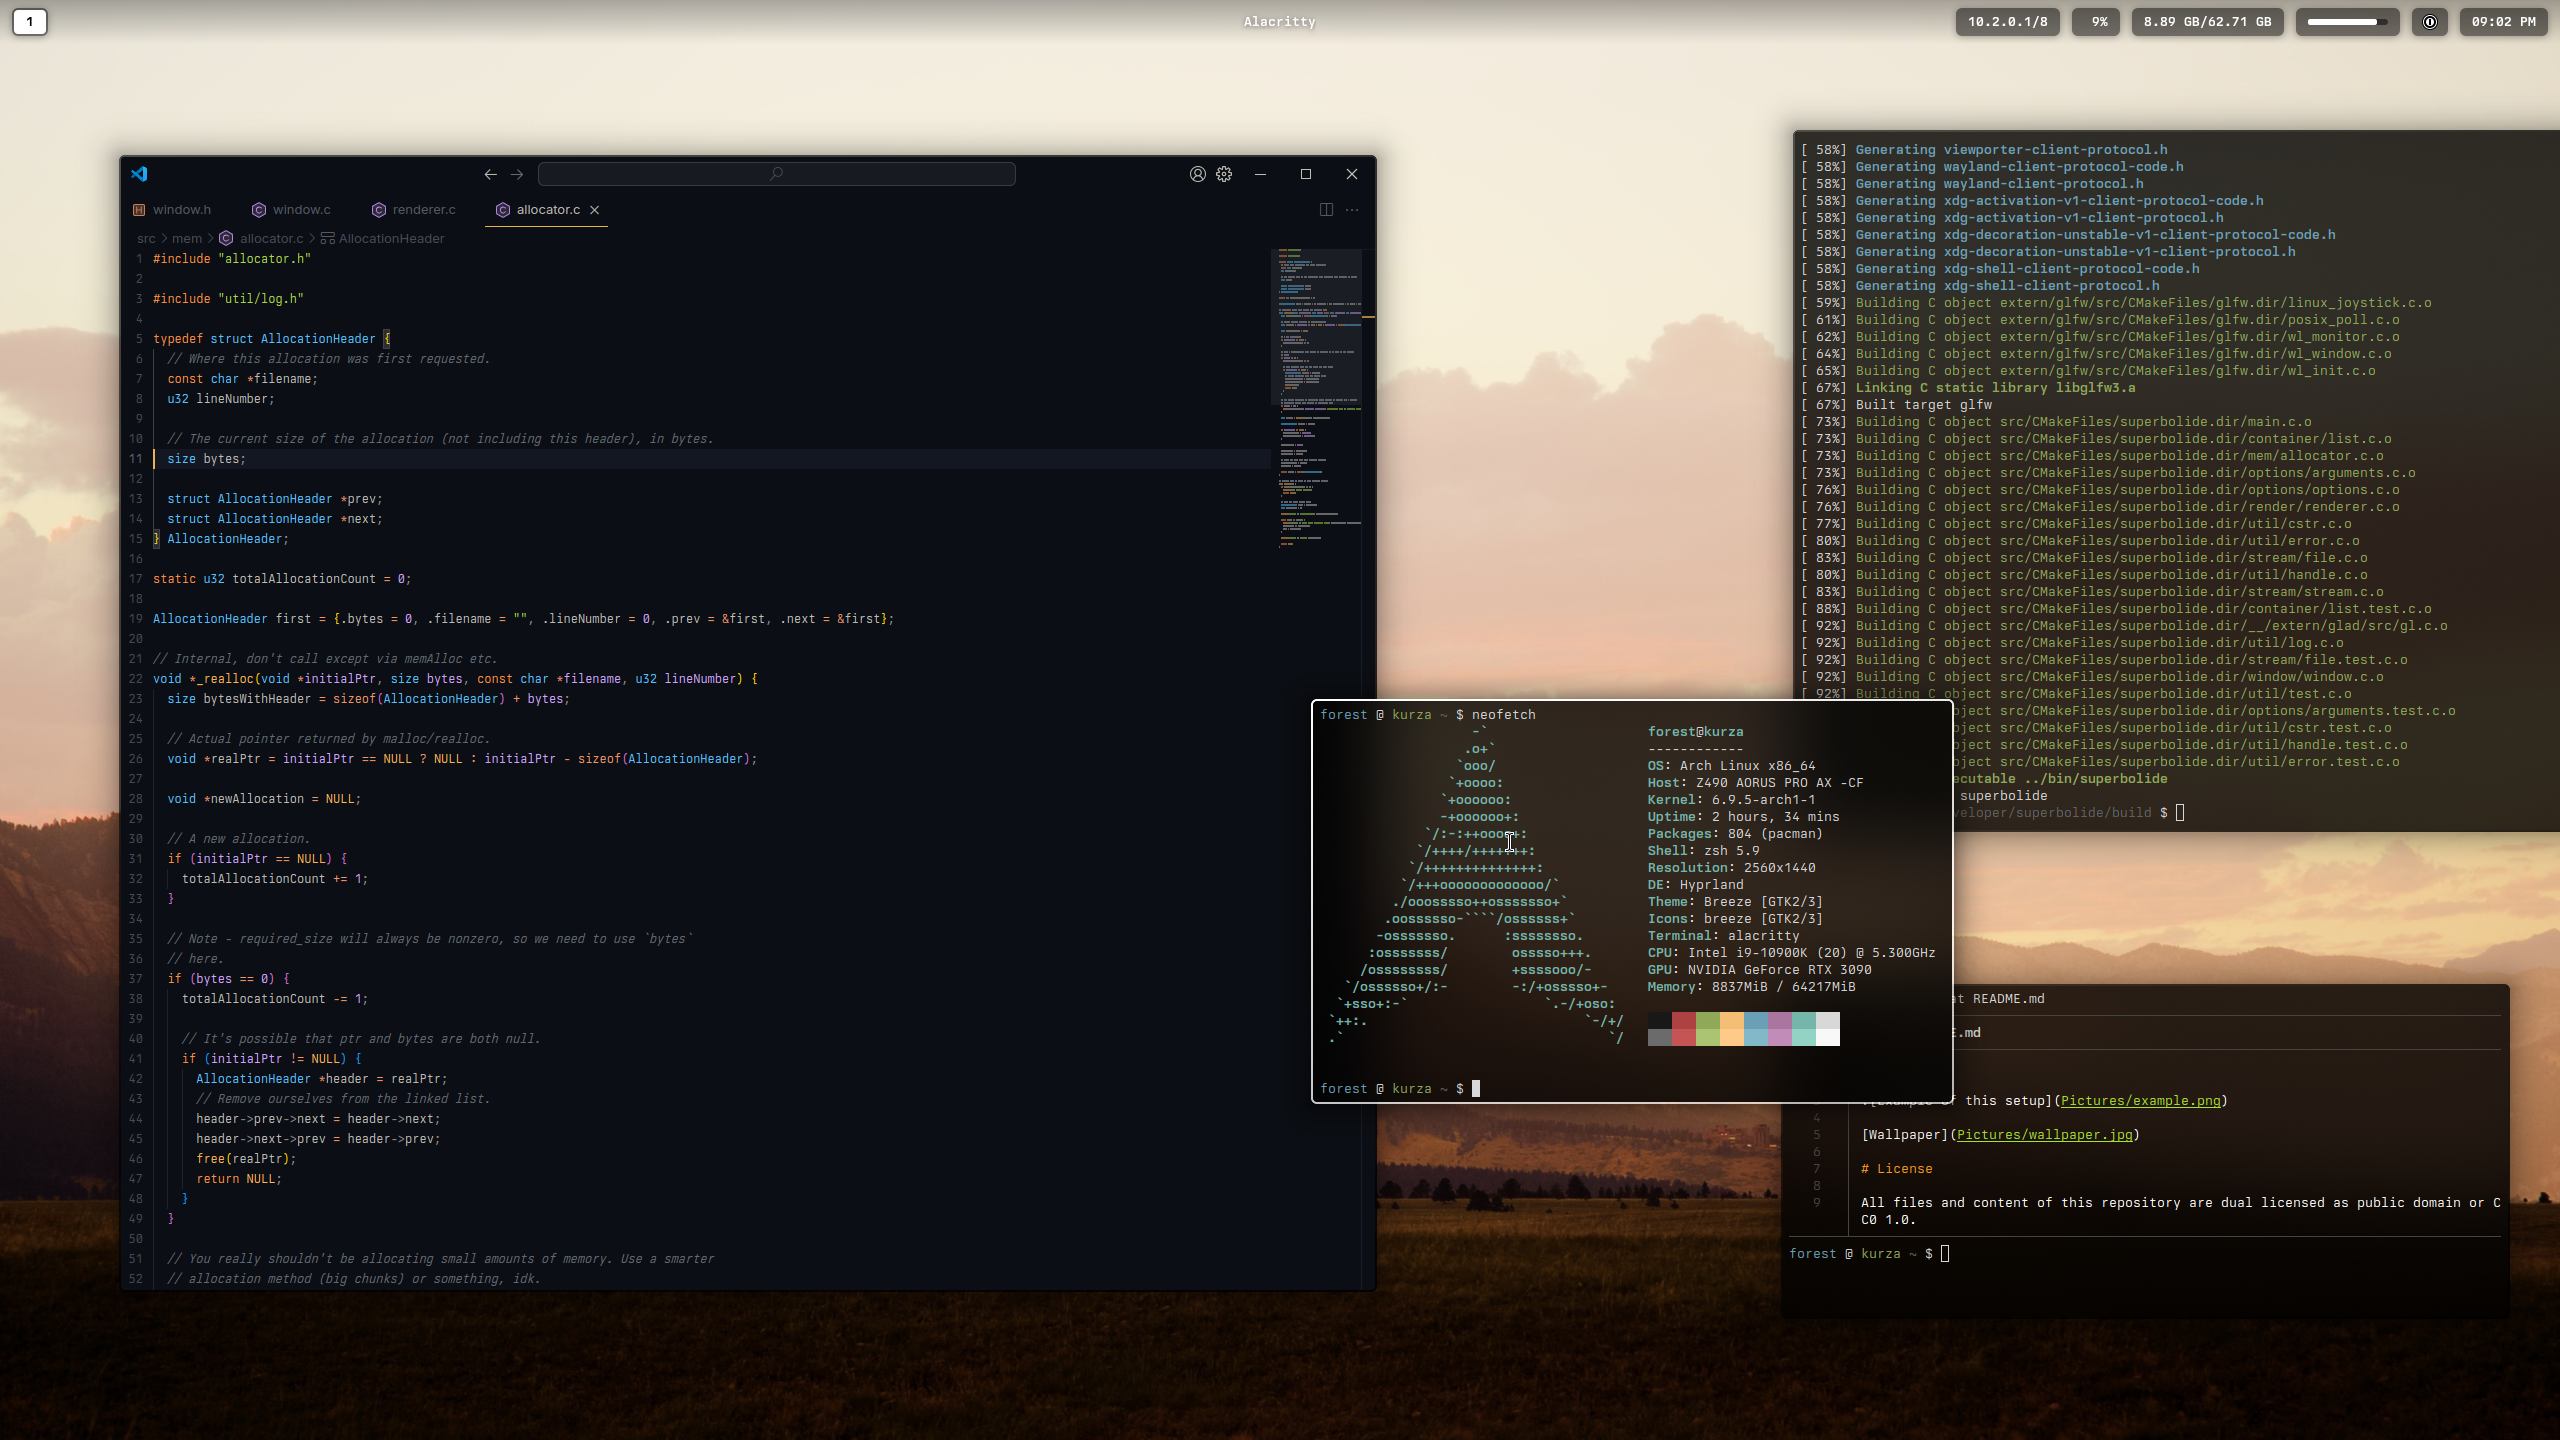 1
Alacritty
10.2.0.1/8
9%
8.89 GB/62.71 GB
09:02 PM
window.h
window.c
renderer.c
allocator.c
src > mem > allocator.c > AllocationHeader
1 #include "allocator.h"
2
3 #include "util/log.h"
4
5 typedef struct AllocationHeader {
6 // Where this allocation was first requested.
7 const char *filename;
8 u32 lineNumber;
9
10 // The current size of the allocation (not including this header), in bytes.
11 size bytes;
12
13 struct AllocationHeader *prev;
14 struct AllocationHeader *next;
15 } AllocationHeader;
16
17 static u32 totalAllocationCount = 0;
18
19 AllocationHeader first = {.bytes = 0, .filename = "", .lineNumber = 0, .prev = &first, .next = &first};
20
21 // Internal, don't call except via memAlloc etc.
22 void *_realloc(void *initialPtr, size bytes, const char *filename, u32 lineNumber) {
23 size bytesWithHeader = sizeof(AllocationHeader) + bytes;
24
25 // Actual pointer returned by malloc/realloc.
26 void *realPtr = initialPtr == NULL ? NULL : initialPtr - sizeof(AllocationHeader);
27
28 void *newAllocation = NULL;
29
30 // A new allocation.
31 if (initialPtr == NULL) {
32 totalAllocationCount += 1;
33 }
34
35 // Note - required_size will always be nonzero, so we need to use `bytes`
36 // here.
37 if (bytes == 0) {
38 totalAllocationCount -= 1;
39
40 // It's possible that ptr and bytes are both null.
41 if (initialPtr != NULL) {
42 AllocationHeader *header = realPtr;
43 // Remove ourselves from the linked list.
44 header->prev->next = header->next;
45 header->next->prev = header->prev;
46 free(realPtr);
47 return NULL;
48 }
49 }
50
51 // You really shouldn't be allocating small amounts of memory. Use a smarter
52 // allocation method (big chunks) or something, idk.
[ 58%] Generating viewporter-client-protocol.h
[ 58%] Generating wayland-client-protocol-code.h
[ 58%] Generating wayland-client-protocol.h
[ 58%] Generating xdg-activation-v1-client-protocol-code.h
[ 58%] Generating xdg-activation-v1-client-protocol.h
[ 58%] Generating xdg-decoration-unstable-v1-client-protocol-code.h
[ 58%] Generating xdg-decoration-unstable-v1-client-protocol.h
[ 58%] Generating xdg-shell-client-protocol-code.h
[ 58%] Generating xdg-shell-client-protocol.h
[ 59%] Building C object extern/glfw/src/CMakeFiles/glfw.dir/linux_joystick.c.o
[ 61%] Building C object extern/glfw/src/CMakeFiles/glfw.dir/posix_poll.c.o
[ 62%] Building C object extern/glfw/src/CMakeFiles/glfw.dir/wl_monitor.c.o
[ 64%] Building C object extern/glfw/src/CMakeFiles/glfw.dir/wl_window.c.o
[ 65%] Building C object extern/glfw/src/CMakeFiles/glfw.dir/wl_init.c.o
[ 67%] Linking C static library libglfw3.a
[ 67%] Built target glfw
[ 73%] Building C object src/CMakeFiles/superbolide.dir/main.c.o
[ 73%] Building C object src/CMakeFiles/superbolide.dir/container/list.c.o
[ 73%] Building C object src/CMakeFiles/superbolide.dir/mem/allocator.c.o
[ 73%] Building C object src/CMakeFiles/superbolide.dir/options/arguments.c.o
[ 76%] Building C object src/CMakeFiles/superbolide.dir/options/options.c.o
[ 76%] Building C object src/CMakeFiles/superbolide.dir/render/renderer.c.o
[ 77%] Building C object src/CMakeFiles/superbolide.dir/util/cstr.c.o
[ 80%] Building C object src/CMakeFiles/superbolide.dir/util/error.c.o
[ 83%] Building C object src/CMakeFiles/superbolide.dir/stream/file.c.o
[ 80%] Building C object src/CMakeFiles/superbolide.dir/util/handle.c.o
[ 83%] Building C object src/CMakeFiles/superbolide.dir/stream/stream.c.o
[ 88%] Building C object src/CMakeFiles/superbolide.dir/container/list.test.c.o
[ 92%] Building C object src/CMakeFiles/superbolide.dir/__/extern/glad/src/gl.c.o
[ 92%] Building C object src/CMakeFiles/superbolide.dir/util/log.c.o
[ 92%] Building C object src/CMakeFiles/superbolide.dir/stream/file.test.c.o
[ 92%] Building C object src/CMakeFiles/superbolide.dir/window/window.c.o
[ 92%] Building C object src/CMakeFiles/superbolide.dir/util/test.c.o
bject src/CMakeFiles/superbolide.dir/options/arguments.test.c.o
bject src/CMakeFiles/superbolide.dir/util/cstr.test.c.o
bject src/CMakeFiles/superbolide.dir/util/handle.test.c.o
bject src/CMakeFiles/superbolide.dir/util/error.test.c.o
ecutable ../bin/superbolide
superbolide
veloper/superbolide/build $
forest @ kurza ~ $ neofetch
forest@kurza
------------
OS: Arch Linux x86_64
Host: Z490 AORUS PRO AX -CF
Kernel: 6.9.5-arch1-1
Uptime: 2 hours, 34 mins
Packages: 804 (pacman)
Shell: zsh 5.9
Resolution: 2560x1440
DE: Hyprland
Theme: Breeze [GTK2/3]
Icons: breeze [GTK2/3]
Terminal: alacritty
CPU: Intel i9-10900K (20) @ 5.300GHz
GPU: NVIDIA GeForce RTX 3090
Memory: 8837MiB / 64217MiB
forest @ kurza ~ $
at README.md
E.md
this setup](Pictures/example.png)
4
5 [Wallpaper](Pictures/wallpaper.jpg)
6
7 # License
8
9 All files and content of this repository are dual licensed as public domain or C
C0 1.0.
forest @ kurza ~ $